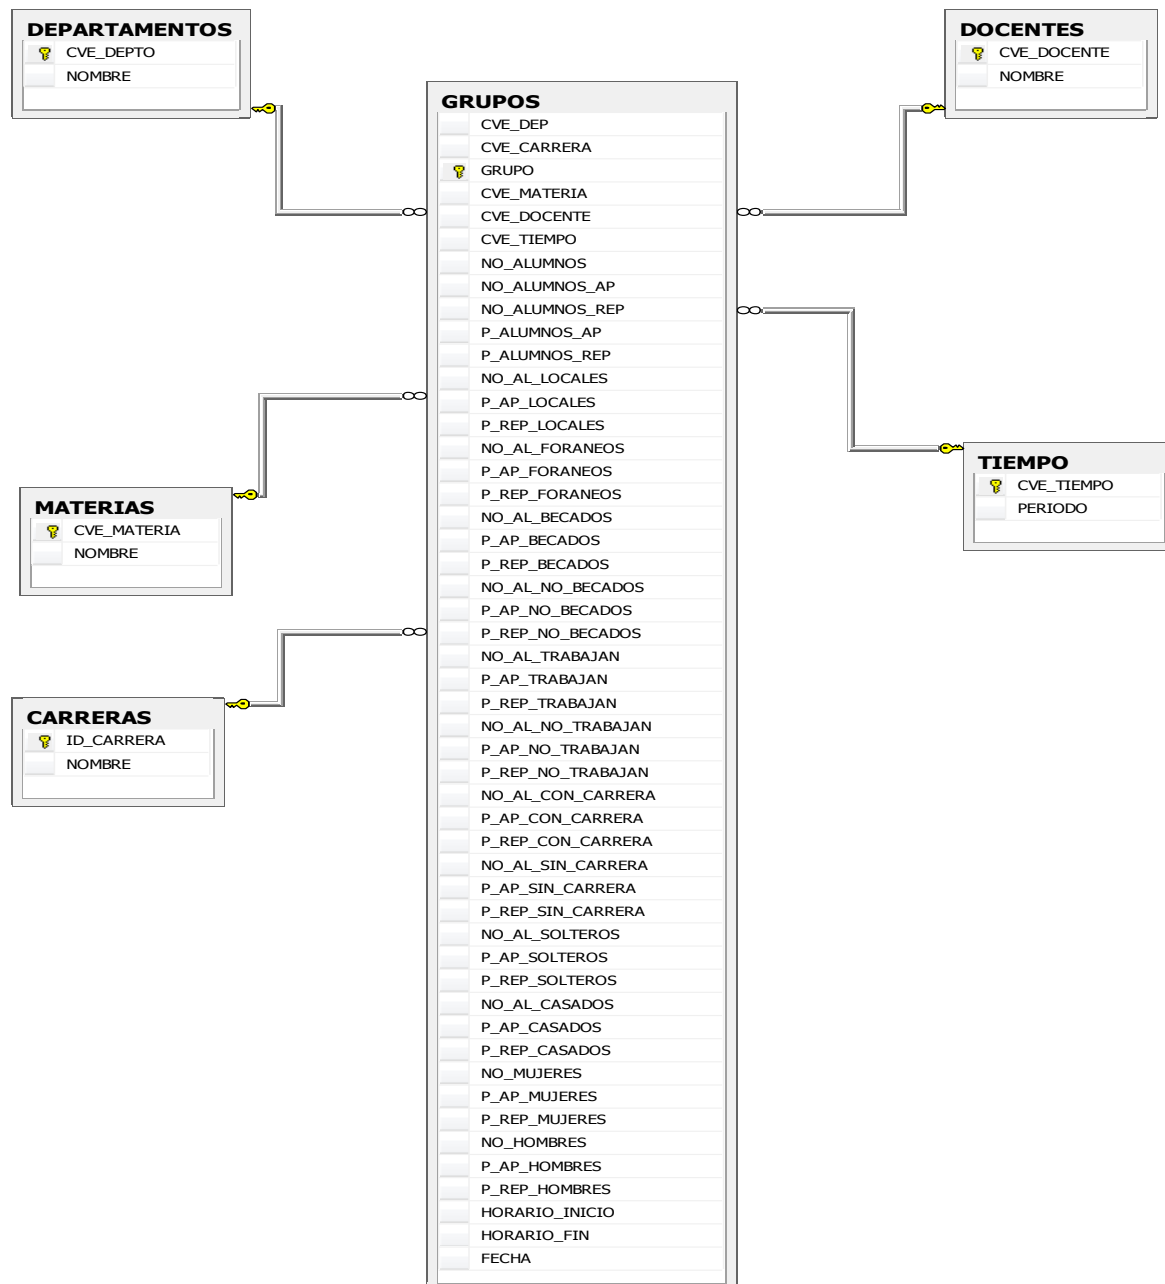 DEPARTAMENTOS
CVE_DEPTO
NOMBRE
DOCENTES
CVE_DOCENTE
NOMBRE
GRUPOS
CVE_DEP
CVE_CARRERA
GRUPO
CVE_MATERIA
CVE_DOCENTE
CVE_TIEMPO
NO_ALUMNOS
NO_ALUMNOS_AP
NO_ALUMNOS_REP
P_ALUMNOS_AP
P_ALUMNOS_REP
NO_AL_LOCALES
P_AP_LOCALES
P_REP_LOCALES
NO_AL_FORANEOS
P_AP_FORANEOS
P_REP_FORANEOS
NO_AL_BECADOS
P_AP_BECADOS
P_REP_BECADOS
NO_AL_NO_BECADOS
P_AP_NO_BECADOS
P_REP_NO_BECADOS
NO_AL_TRABAJAN
P_AP_TRABAJAN
P_REP_TRABAJAN
NO_AL_NO_TRABAJAN
P_AP_NO_TRABAJAN
P_REP_NO_TRABAJAN
NO_AL_CON_CARRERA
P_AP_CON_CARRERA
P_REP_CON_CARRERA
NO_AL_SIN_CARRERA
P_AP_SIN_CARRERA
P_REP_SIN_CARRERA
NO_AL_SOLTEROS
P_AP_SOLTEROS
P_REP_SOLTEROS
NO_AL_CASADOS
P_AP_CASADOS
P_REP_CASADOS
NO_MUJERES
P_AP_MUJERES
P_REP_MUJERES
NO_HOMBRES
P_AP_HOMBRES
P_REP_HOMBRES
HORARIO_INICIO
HORARIO_FIN
FECHA
TIEMPO
CVE_TIEMPO
PERIODO
MATERIAS
CVE_MATERIA
NOMBRE
CARRERAS
ID_CARRERA
NOMBRE